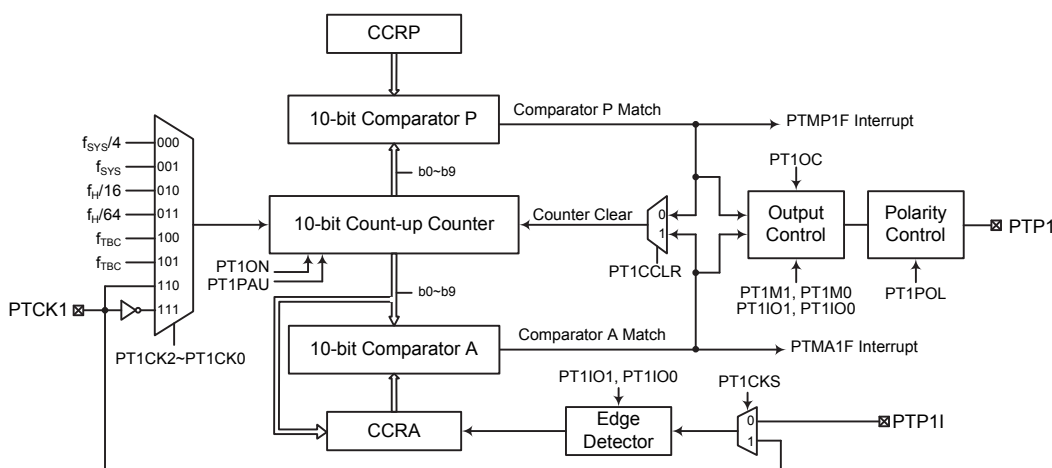 CCRP
10-bit Comparator P
Comparator P Match
PTMP1F Interrupt
b0~b9
fSYS/4
fSYS
fH/16
fH/64
fTBC
fTBC
000
001
010
011
100
101
110
111
PTCK1
PT1CK2~PT1CK0
10-bit Count-up Counter
PT1ON
PT1PAU
Counter Clear
0
1
PT1CCLR
PT1OC
Output
Control
PT1M1, PT1M0
PT1IO1, PT1IO0
Polarity
Control
PT1POL
PTP1
b0~b9
10-bit Comparator A
Comparator A Match
PTMA1F Interrupt
CCRA
PT1IO1, PT1IO0
Edge
Detector
PT1CKS
0
1
PTP1I